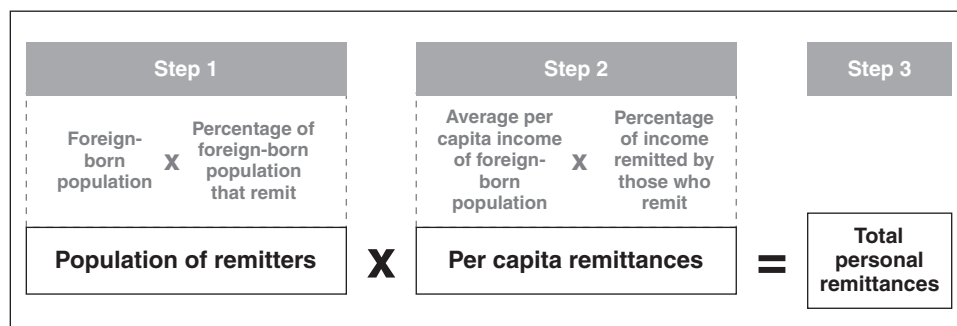 Step 1
Step 2
Step 3
Foreign-
born
population
x
Percentage of
foreign-born
population
that remit
Average per
capita income
of foreign-
born
population
x
Percentage
of income
remitted by
those who
remit
Population of remitters
x
Per capita remittances
=
Total
personal
remittances